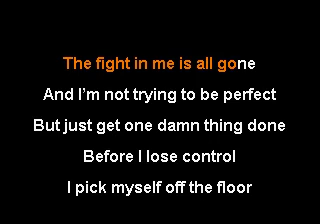 The fight in me is all gone
And I'm not trying to be perfect
But just get one damn thing done
Before I lose control
I pick myself off the floor